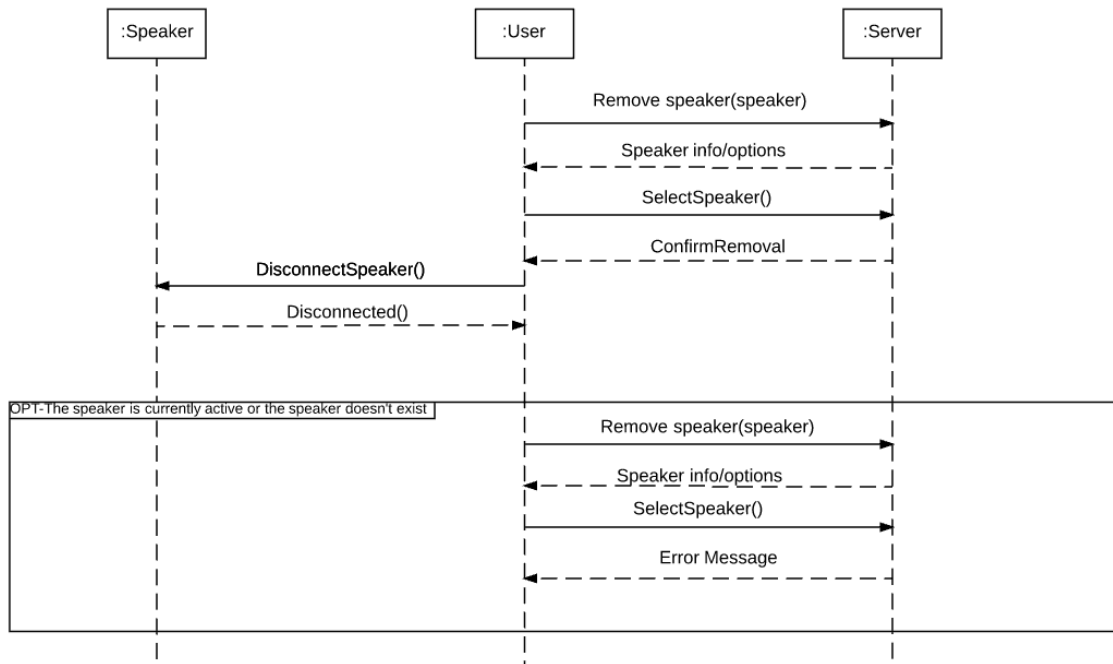 :Speaker
:User
:Server
Remove speaker(speaker)
Speaker info/options
SelectSpeaker()
ConfirmRemoval
DisconnectSpeaker()
Disconnected()
OPT-The speaker is currently active or the speaker doesn't exist
Remove speaker(speaker)
Speaker info/options
SelectSpeaker()
Error Message